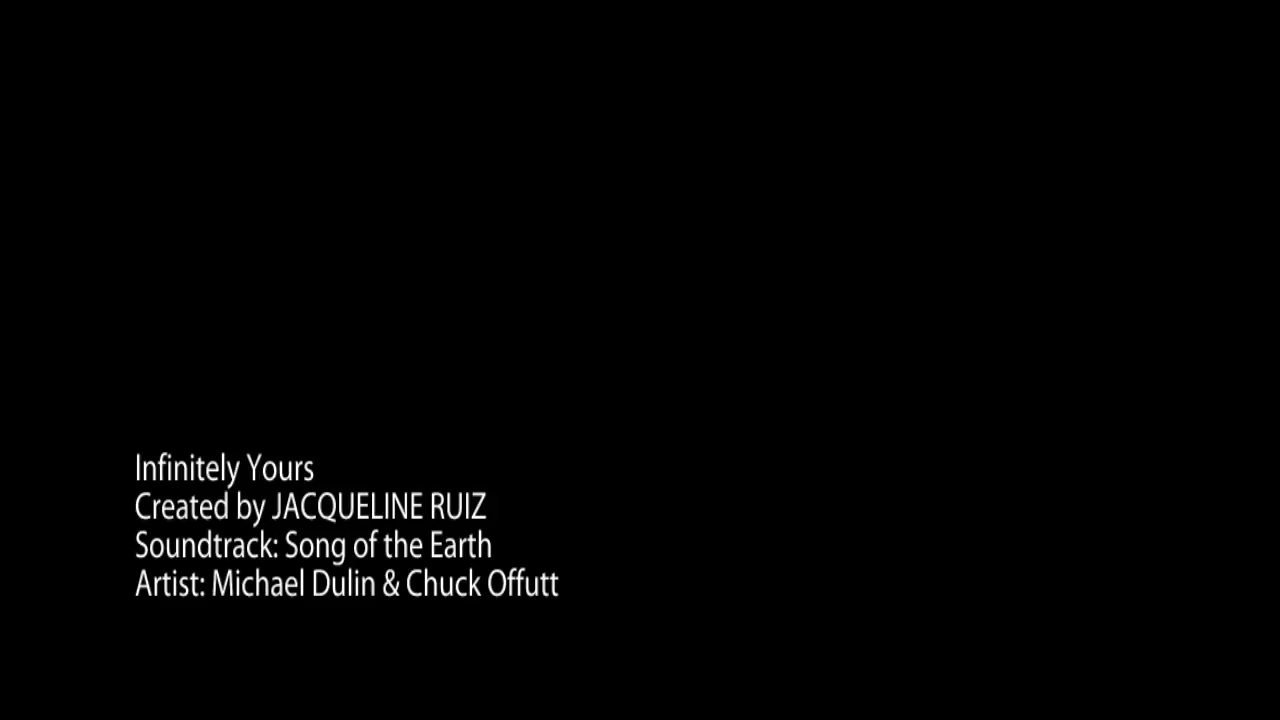 Infinitely Yours
Created by JACQUELINE RUIZ
Soundtrack: Song of the Earth
Artist: Michael Dulin & Chuck Offutt